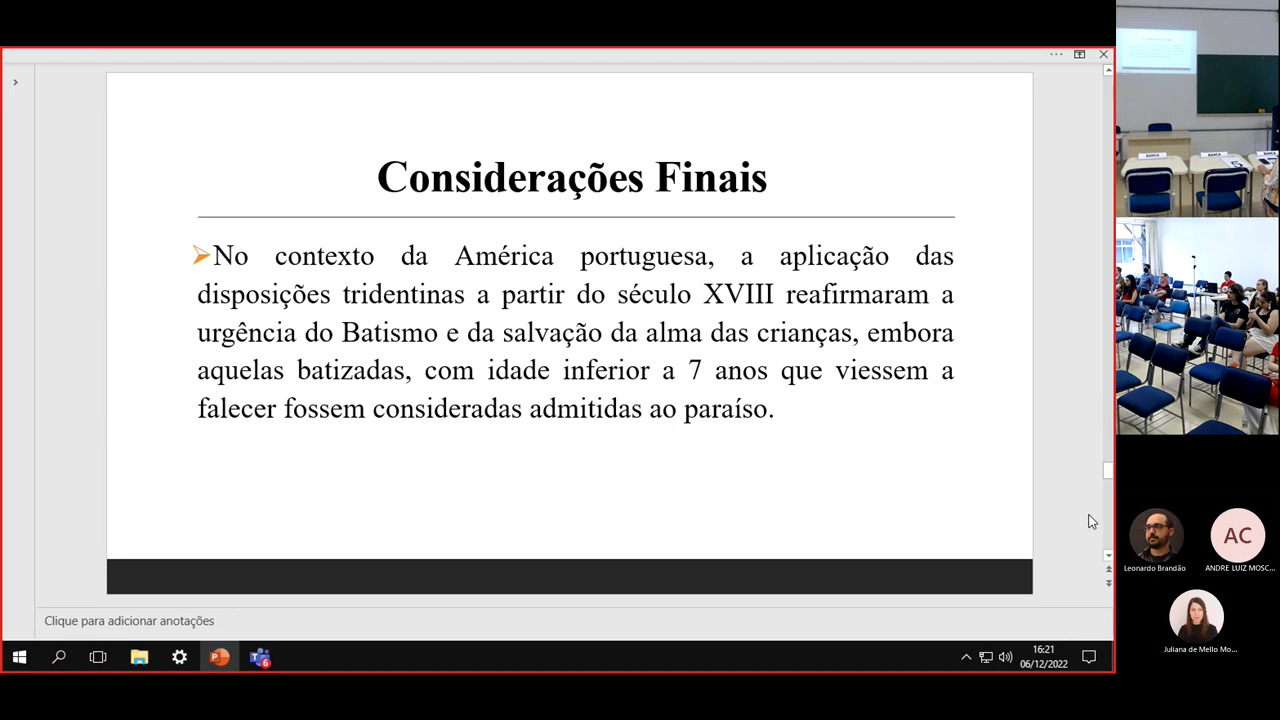 Considerações Finais
No contexto da América portuguesa, a aplicação das
disposições tridentinas a partir do século XVIII reafirmaram a
urgência do Batismo e da salvação da alma das crianças, embora
aquelas batizadas, com idade inferior a 7 anos que viessem a
falecer fossem consideradas admitidas ao paraíso.
Clique para adicionar anotações
16:21
06/12/2022
BANCA
BANCA
AC
Leonardo Brandão
ANDRE LUIZ MOSC...
Juliana de Mello Mo...